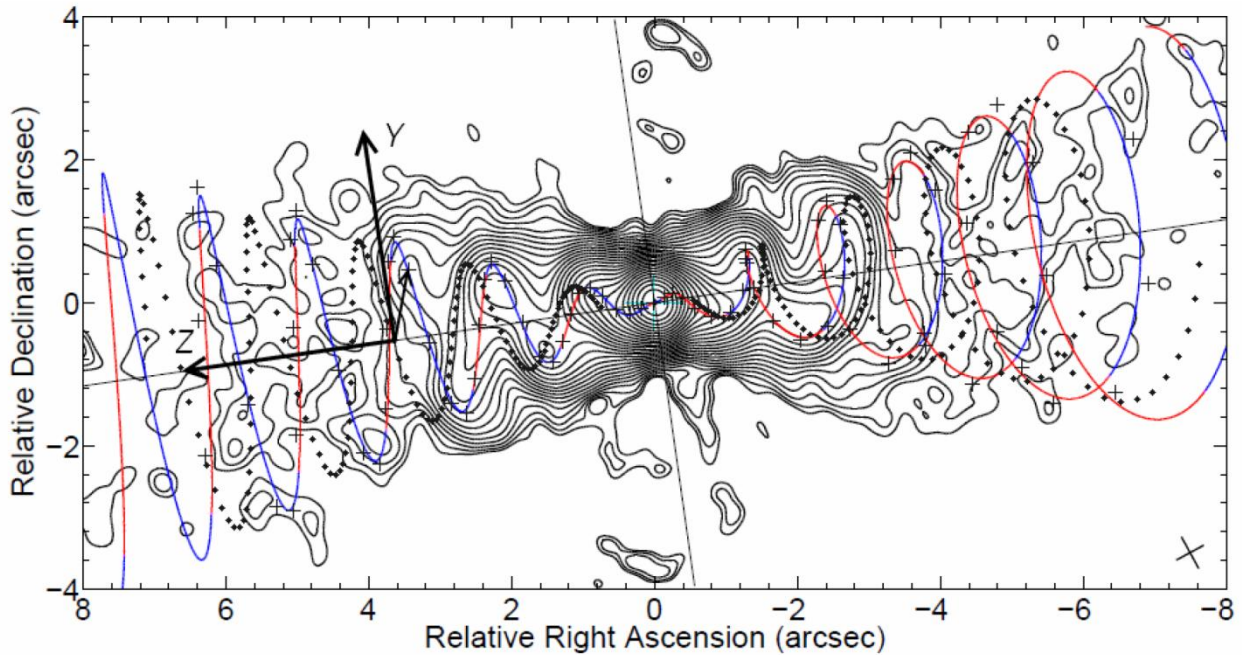 4
2
0
−2
−4
Relative Declination (arcsec)
Y
Z
8 6 4 2 0 −2 −4 −6 −8
Relative Right Ascension (arcsec)